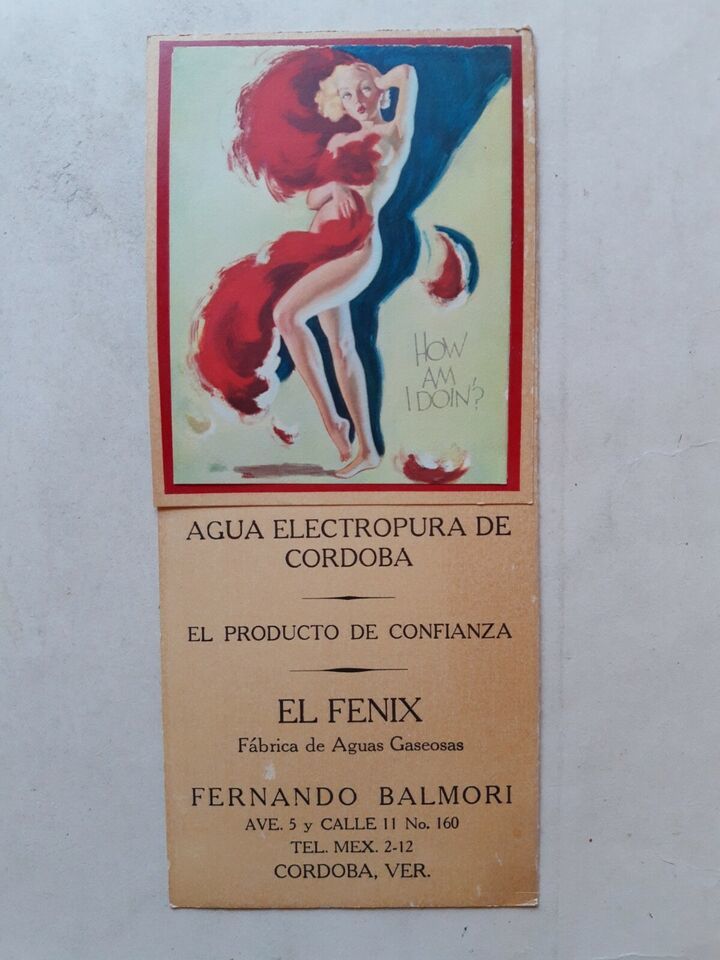 HOW
AM
I DOIN'?
AGUA ELECTROPURA DE
CORDOBA
EL PRODUCTO DE CONFIANZA
EL FENIX
Fábrica de Aguas Gaseosas
FERNANDO BALMORI
AVE. 5 y CALLE 11 No. 160
TEL. MEX. 2-12
CORDOBA, VER.